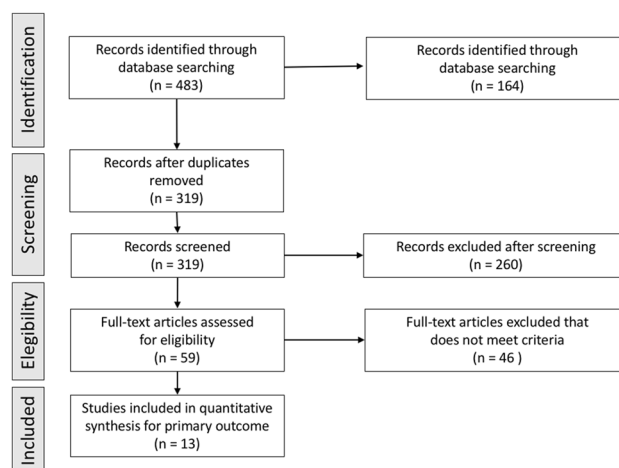 Identification
Records identified through
database searching
(n = 483)
Records identified through
database searching
(n = 164)
Screening
Records after duplicates
removed
(n = 319)
Records screened
(n = 319)
Records excluded after screening
(n = 260)
Elegibility
Full-text articles assessed
for eligibility
(n = 59)
Full-text articles excluded that
does not meet criteria
(n = 46 )
Included
Studies included in quantitative
synthesis for primary outcome
(n = 13)